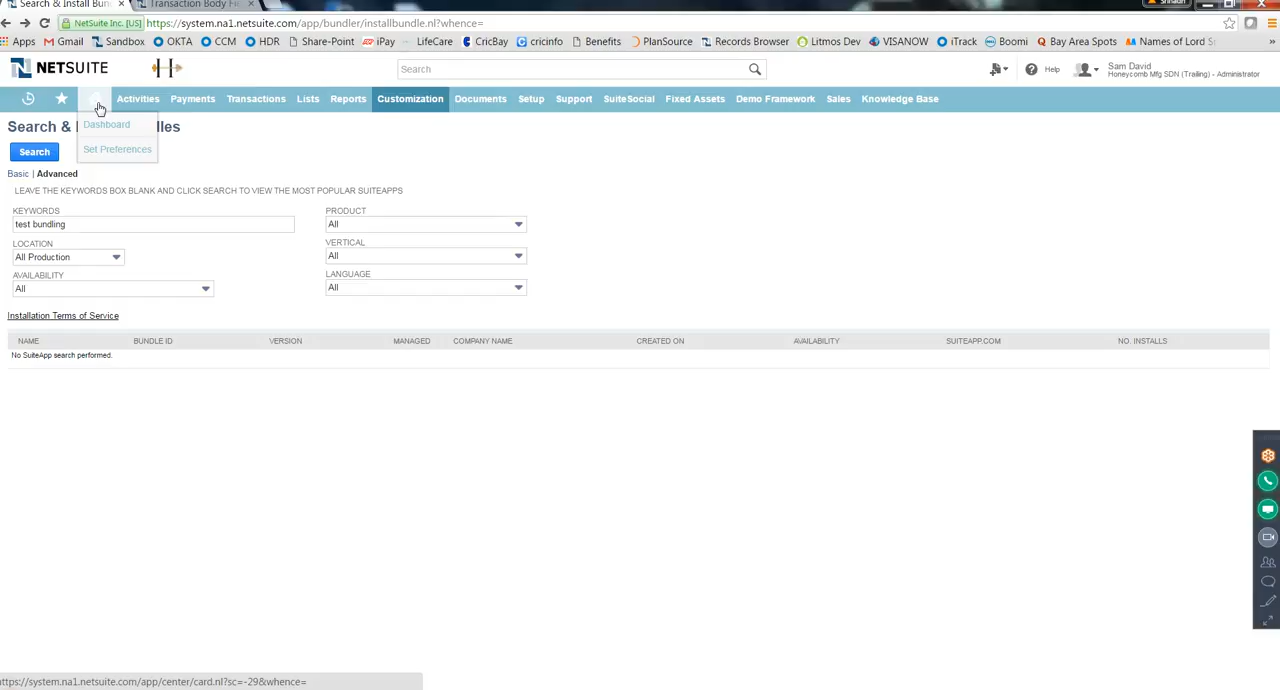 Search & Install Bun × Transaction Body Fi ×
NetSuite Inc. [US] https://system.na1.netsuite.com/app/bundler/installbundle.nl?whence=
Apps Gmail Sandbox OKTA CCM HDR Share-Point iPay LifeCare CricBay cricinfo Benefits PlanSource Records Browser Litmos Dev VISANOW iTrack Boomi Bay Area Spots Names of Lord »
NETSUITE Search Help Sam David
Honeycomb Mfg SDN (Trailing) - Administrator
Activities Payments Transactions Lists Reports Customization Documents Setup Support SuiteSocial Fixed Assets Demo Framework Sales Knowledge Base
Dashboard
Search & lles
Set Preferences
Search
Basic | Advanced
LEAVE THE KEYWORDS BOX BLANK AND CLICK SEARCH TO VIEW THE MOST POPULAR SUITEAPPS
KEYWORDS
test bundling
PRODUCT
All
LOCATION
All Production
VERTICAL
All
AVAILABILITY
All
LANGUAGE
All
Installation Terms of Service
NAME BUNDLE ID VERSION MANAGED COMPANY NAME CREATED ON AVAILABILITY SUITEAPP.COM NO. INSTALLS
No SuiteApp search performed.
https://system.na1.netsuite.com/app/center/card.nl?sc=-29&whence=